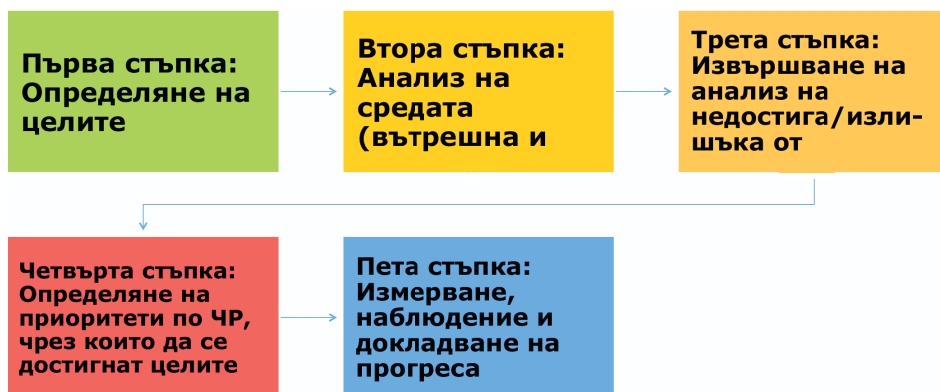 Първа стъпка:
Определяне на
целите
Втора стъпка:
Анализ на
средата
(вътрешна и
Трета стъпка:
Извършване на
анализ на
недостига/изли-
шъка от
Четвърта стъпка:
Определяне на
приоритети по ЧР,
чрез които да се
достигнат целите
Пета стъпка:
Измерване,
наблюдение и
докладване на
прогреса